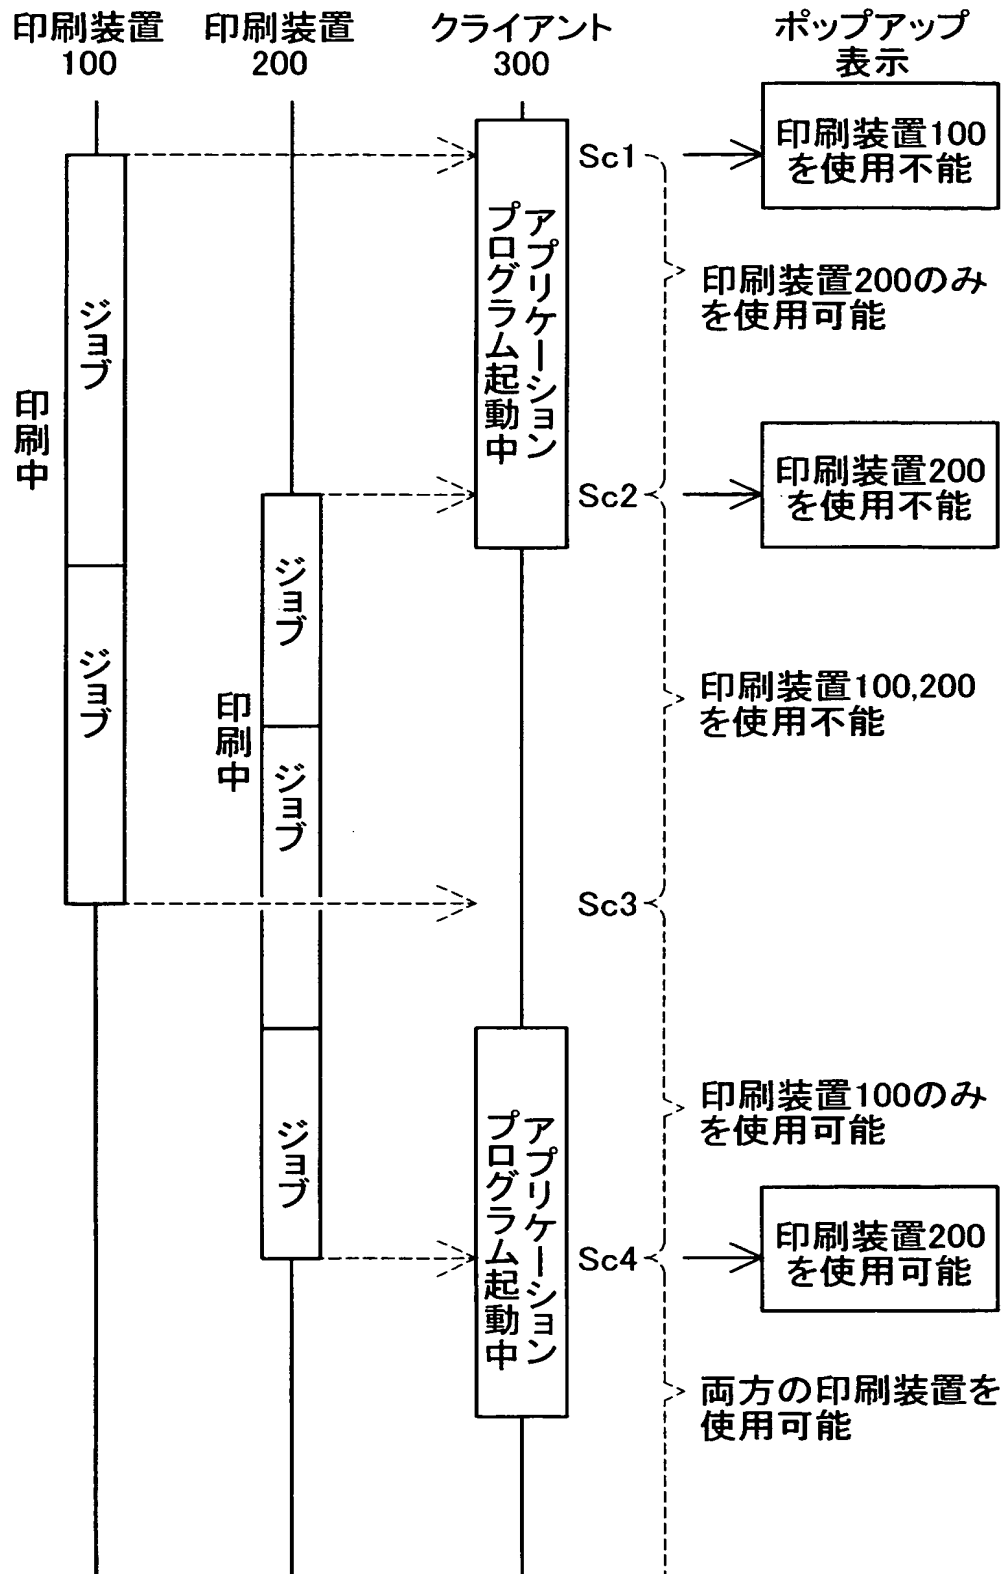 印刷装置
100
印刷装置
200
クライアント
300
ポップアップ
表示
印刷装置100
を使用不能
Sc1
アプリケーション
プログラム起動中
印刷装置200のみ
を使用可能
ジョブ
印刷中
印刷装置200
を使用不能
Sc2
ジョブ
ジョブ
印刷装置100,200
を使用不能
印刷中
ジョブ
Sc3
印刷装置100のみ
を使用可能
アプリケーション
プログラム起動中
ジョブ
Sc4
印刷装置200
を使用可能
両方の印刷装置を
使用可能